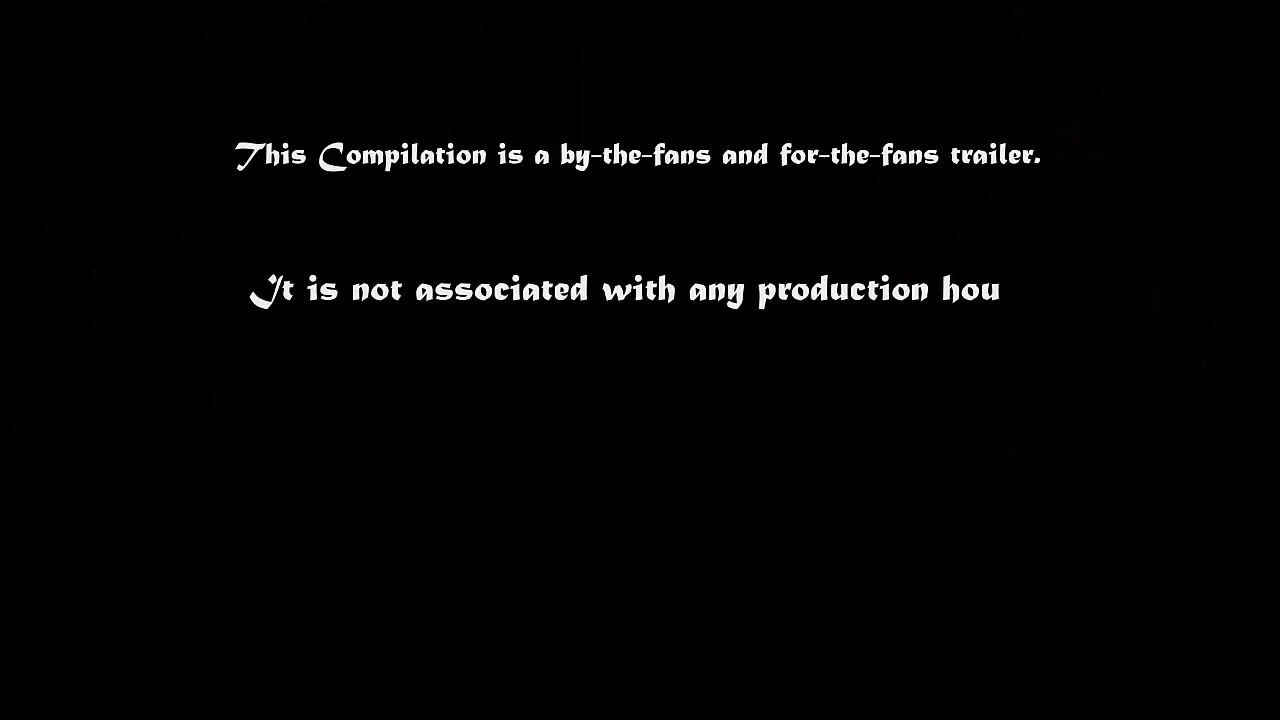 This Compilation is a by-the-fans and for-the-fans trailer.
It is not associated with any production hou